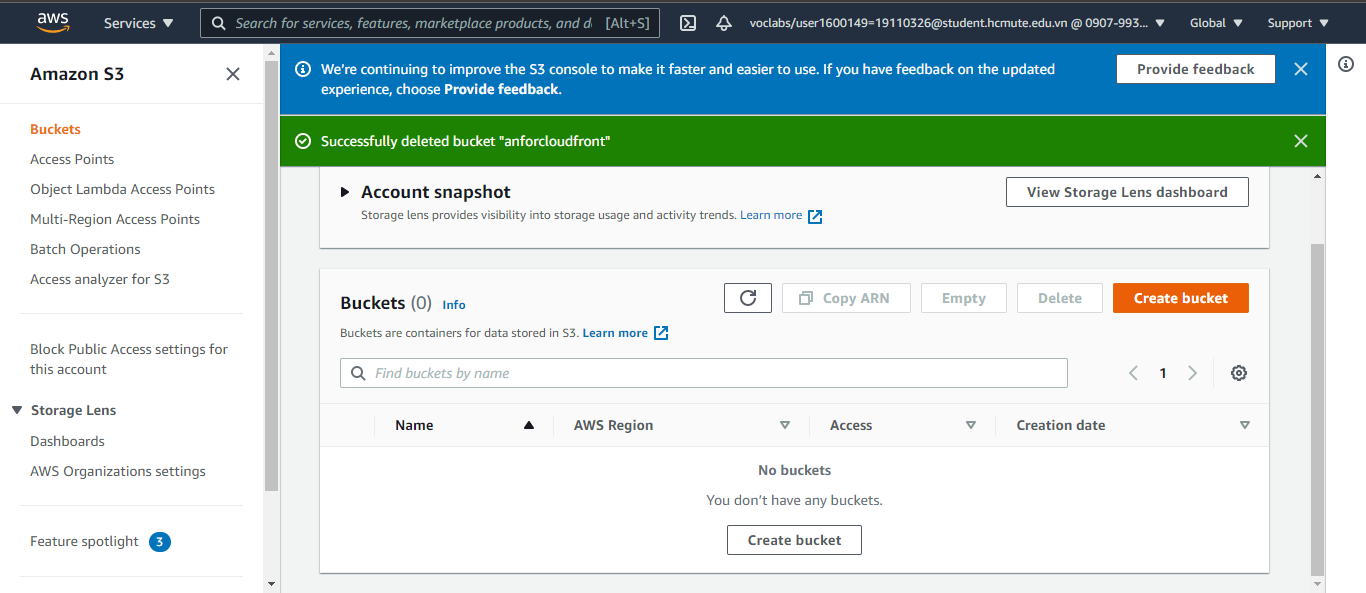 aws
Services
Search for services, features, marketplace products, and d [Alt+S]
voclabs/user1600149=19110326@student.hcmute.edu.vn @ 0907-993...
Global
Support
Amazon S3
Buckets
Access Points
Object Lambda Access Points
Multi-Region Access Points
Batch Operations
Access analyzer for S3
Block Public Access settings for
this account
Storage Lens
Dashboards
AWS Organizations settings
Feature spotlight 3
We're continuing to improve the S3 console to make it faster and easier to use. If you have feedback on the updated
experience, choose Provide feedback.
Provide feedback
Successfully deleted bucket "anforcloudfront"
Account snapshot
Storage lens provides visibility into storage usage and activity trends. Learn more
View Storage Lens dashboard
Buckets (0) Info
Buckets are containers for data stored in S3. Learn more
Copy ARN
Empty
Delete
Create bucket
Find buckets by name
1
Name
AWS Region
Access
Creation date
No buckets
You don't have any buckets.
Create bucket